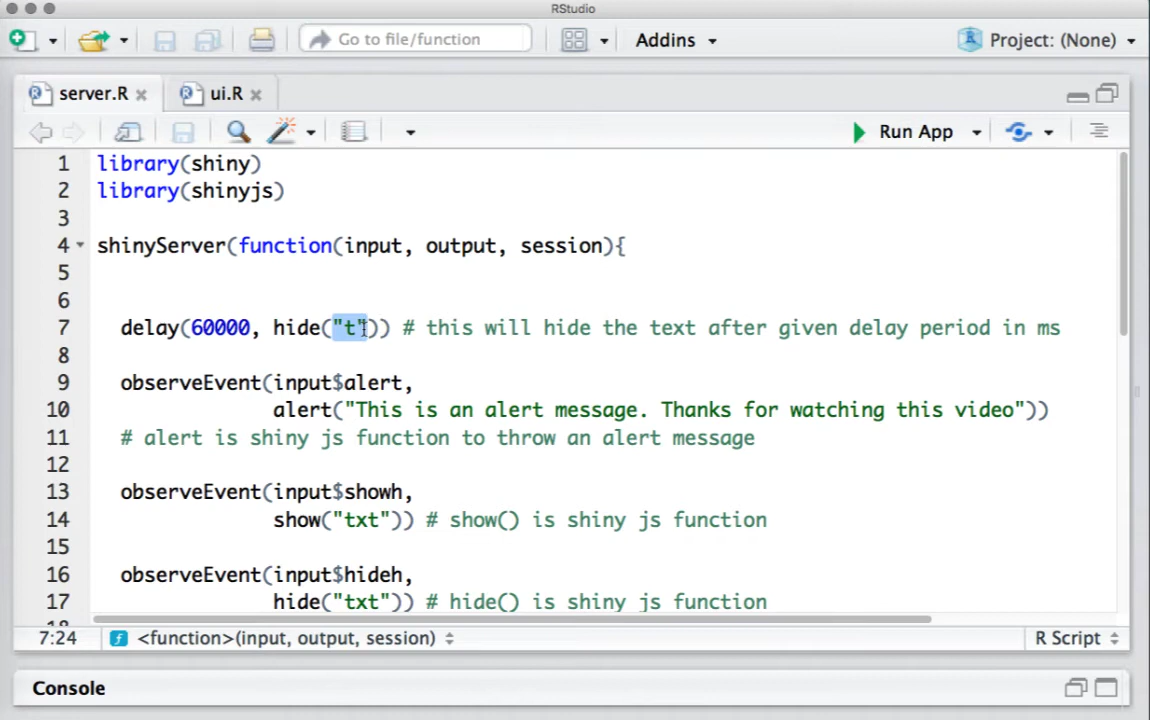 RStudio
Go to file/function
Addins
Project: (None)
server.R
ui.R
Run App
1 library(shiny)
2 library(shinyjs)
3
4 shinyServer(function(input, output, session){
5
6
7 delay(60000, hide("t")) # this will hide the text after given delay period in ms
8
9 observeEvent(input$alert,
10 alert("This is an alert message. Thanks for watching this video"))
11 # alert is shiny js function to throw an alert message
12
13 observeEvent(input$showh,
14 show("txt")) # show() is shiny js function
15
16 observeEvent(input$hideh,
17 hide("txt")) # hide() is shiny js function
18
7:24 <function>(input, output, session) R Script
Console